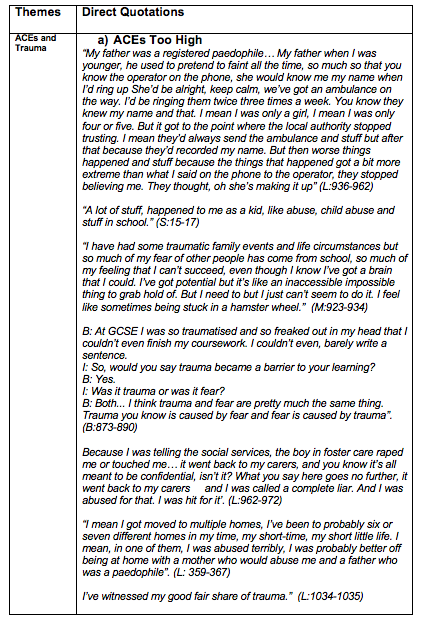 Themes Direct Quotations
ACEs and
Trauma
a) ACEs Too High
“My father was a registered paedophile… My father when I was
younger, he used to pretend to faint all the time, so much so that you
know the operator on the phone, she would know me my name when
I’d ring up She’d be alright, keep calm, we’ve got an ambulance on
the way. I’d be ringing them twice three times a week. You know they
knew my name and that. I mean I was only a girl, I mean I was only
four or five. But it got to the point where the local authority stopped
trusting. I mean they’d always send the ambulance and stuff but after
that because they’d recorded my name. But then worse things
happened and stuff because the things that happened got a bit more
extreme than what I said on the phone to the operator, they stopped
believing me. They thought, oh she’s making it up” (L:936-962)
“A lot of stuff, happened to me as a kid, like abuse, child abuse and
stuff in school.” (S:15-17)
“I have had some traumatic family events and life circumstances but
so much of my fear of other people has come from school, so much of
my feeling that I can’t succeed, even though I know I’ve got a brain
that I could. I’ve got potential but it’s like an inaccessible impossible
thing to grab hold of. But I need to but I just can’t seem to do it. I feel
like sometimes being stuck in a hamster wheel.” (M:923-934)
B: At GCSE I was so traumatised and so freaked out in my head that I
couldn’t even finish my coursework. I couldn’t even, barely write a
sentence.
I: So, would you say trauma became a barrier to your learning?
B: Yes.
I: Was it trauma or was it fear?
B: Both... I think trauma and fear are pretty much the same thing.
Trauma you know is caused by fear and fear is caused by trauma”.
(B:873-890)
Because I was telling the social services, the boy in foster care raped
me or touched me… it went back to my carers, and you know it’s all
meant to be confidential, isn’t it? What you say here goes no further, it
went back to my carers and I was called a complete liar. And I was
abused for that. I was hit for it’. (L:962-972)
“I mean I got moved to multiple homes, I’ve been to probably six or
seven different homes in my time, my short-time, my short little life. I
mean, in one of them, I was abused terribly, I was probably better off
being at home with a mother who would abuse me and a father who
was a paedophile”. (L: 359-367)
I’ve witnessed my good fair share of trauma.” (L:1034-1035)